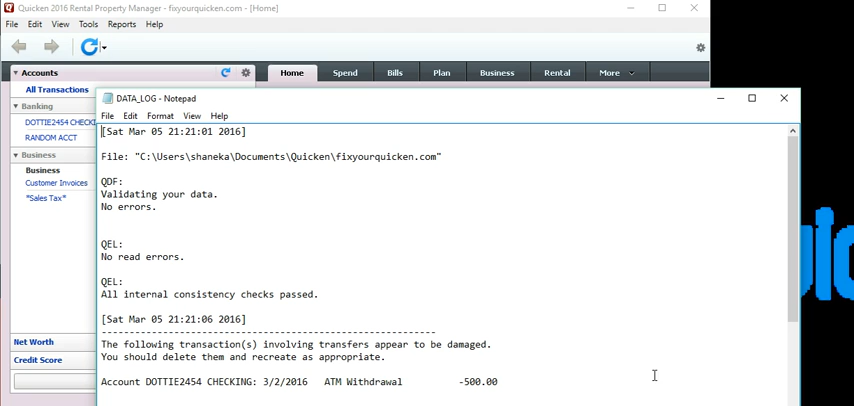 Quicken 2016 Rental Property Manager - fixyourquicken.com - [Home]
File Edit View Tools Reports Help
Accounts
Home Spend Bills Plan Business Rental More
All Transactions
Banking
DOTTIE2454 CHECKI
RANDOM ACCT
Business
Business
Customer Invoices
*Sales Tax*
Net Worth
Credit Score
DATA_LOG - Notepad
File Edit Format View Help
[Sat Mar 05 21:21:01 2016]
File: "C:\Users\shaneka\Documents\Quicken\fixyourquicken.com"
QDF:
Validating your data.
No errors.
QEL:
No read errors.
QEL:
All internal consistency checks passed.
[Sat Mar 05 21:21:06 2016]
--------------------------------------------------------
The following transaction(s) involving transfers appear to be damaged.
You should delete them and recreate as appropriate.
Account DOTTIE2454 CHECKING: 3/2/2016 ATM Withdrawal -500.00